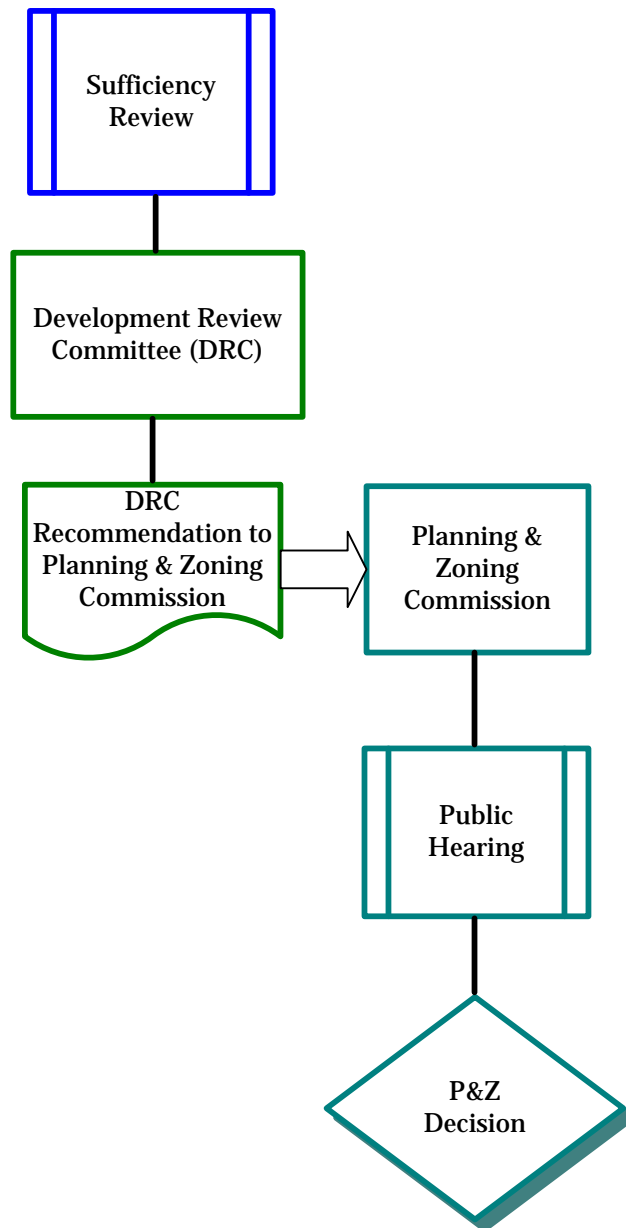 Sufficiency
Review
Development Review
Committee (DRC)
DRC
Recommendation to
Planning & Zoning
Commission
Planning &
Zoning
Commission
Public
Hearing
P&Z
Decision